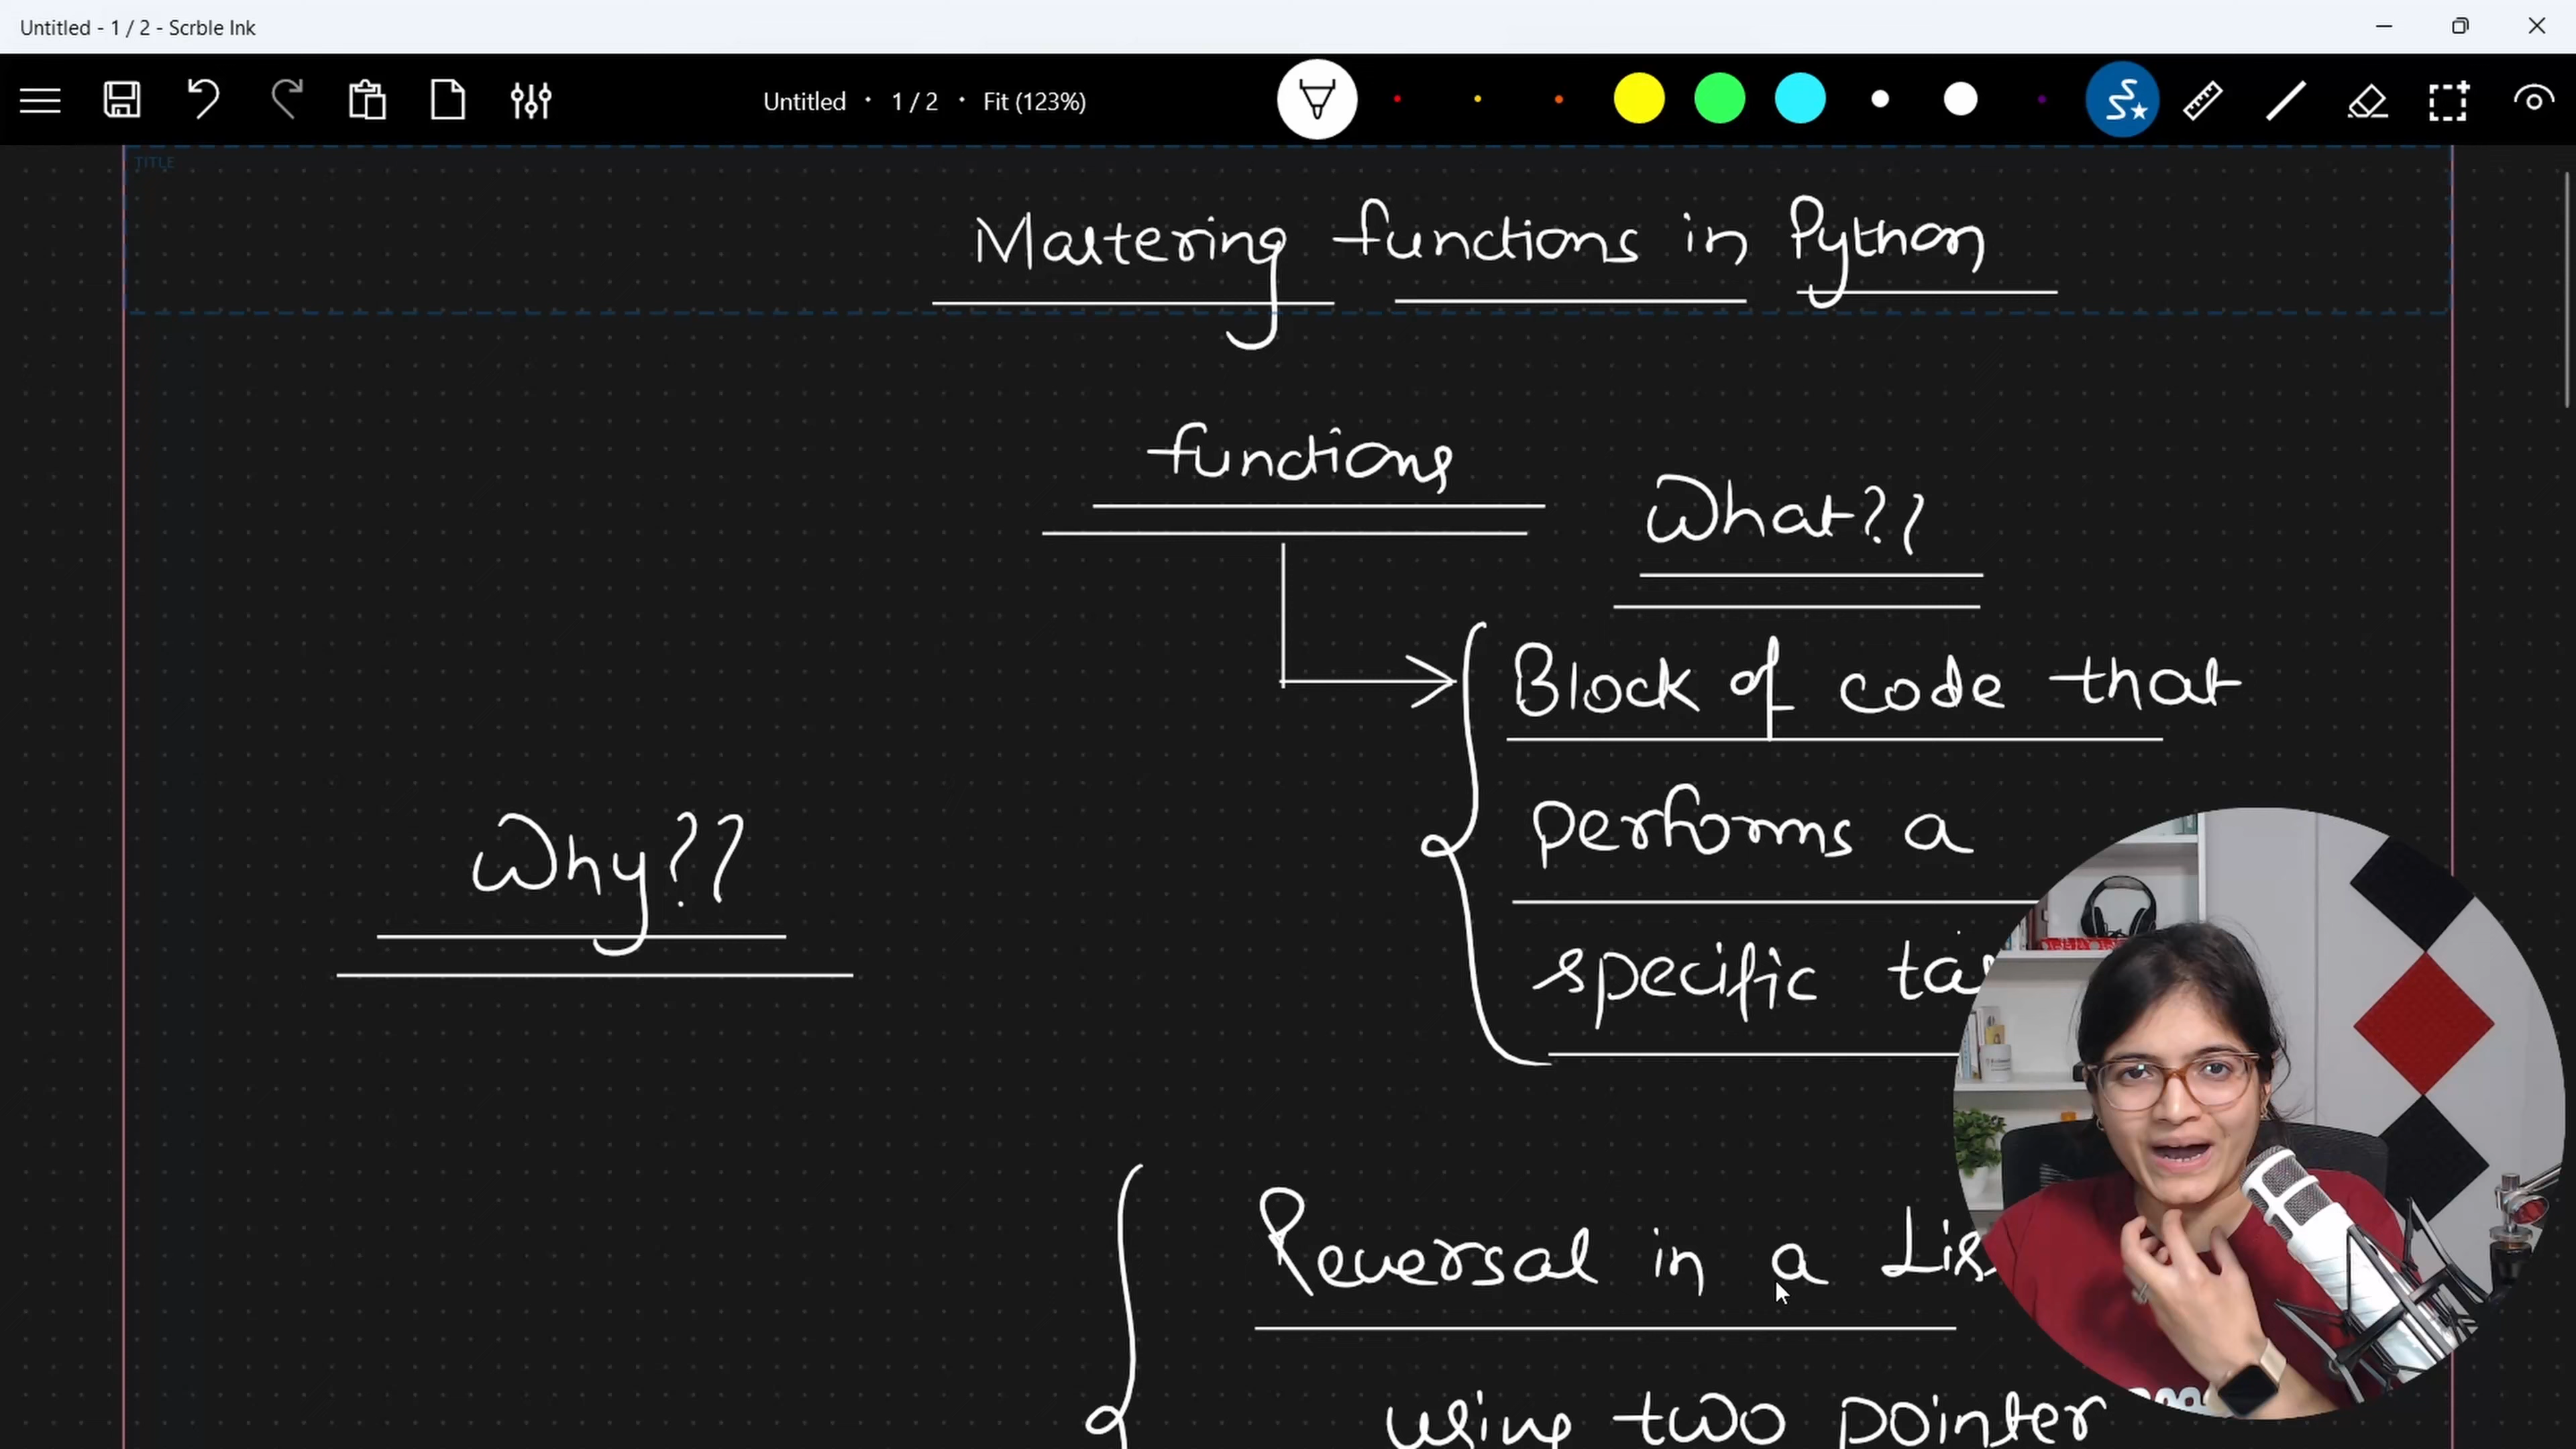 Untitled - 1 / 2 - Scrble Ink
Untitled • 1 / 2 • Fit (123%)
TITLE
Mastering functions in Python
functions
What??
Block of code that
performs a
specific
Why??
Reversal in a
using two pointer